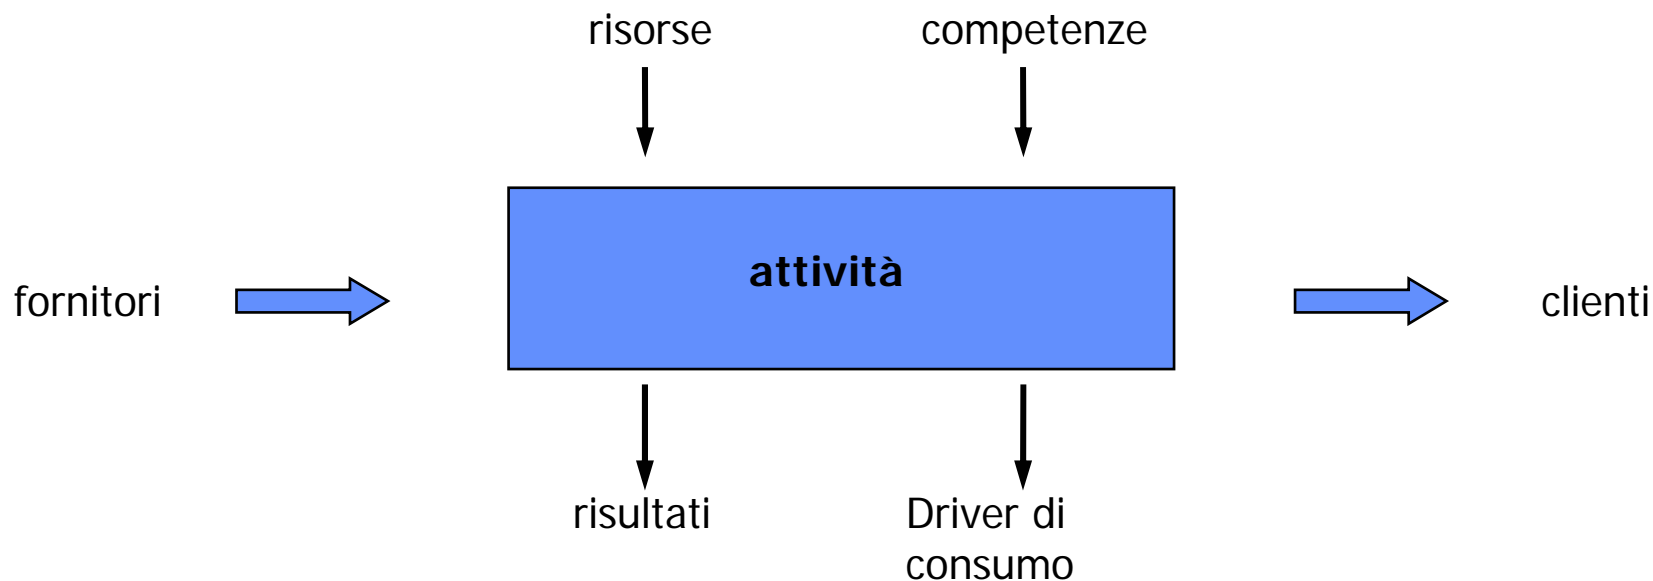 risorse
competenze
attività
fornitori
clienti
risultati
Driver di
consumo